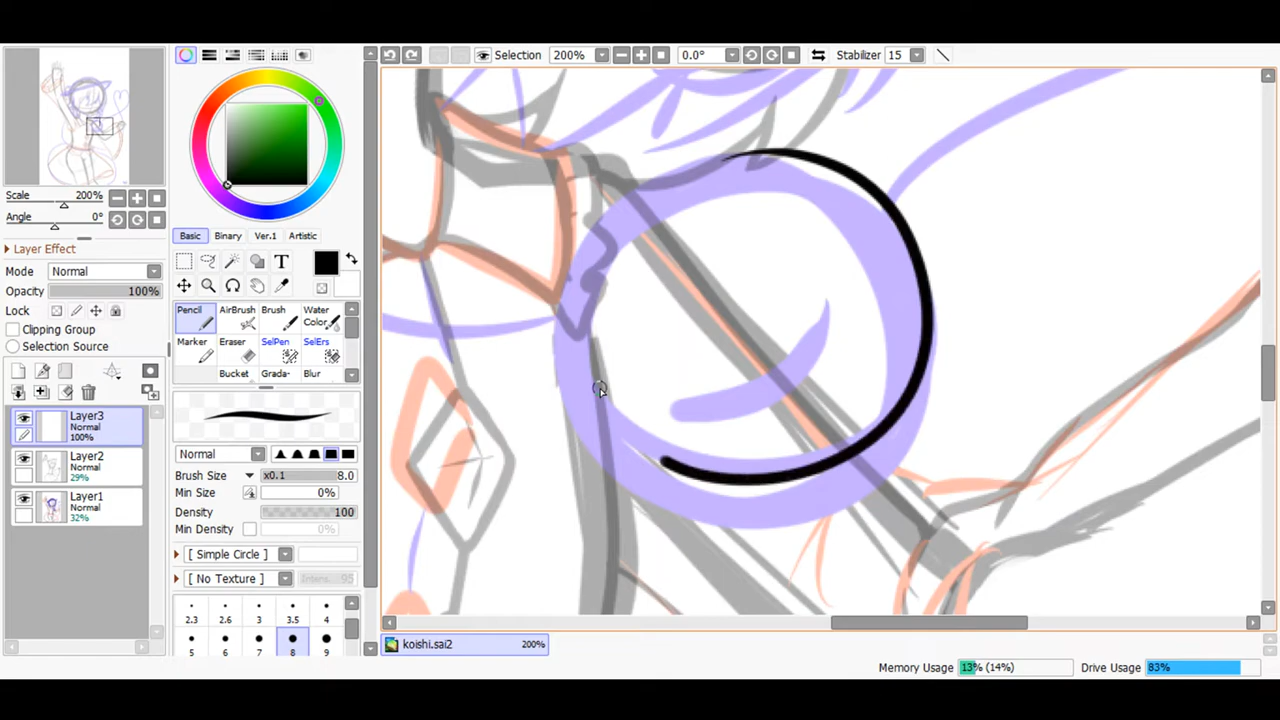 Selection 200% 0.0° Stabilizer 15
Scale 200%
Angle 0°
Layer Effect
Mode Normal
Opacity 100%
Lock
Clipping Group
Selection Source
Layer3
Normal
100%
Layer2
Normal
29%
Layer1
Normal
32%
Basic Binary Ver.1 Artistic
T
Pencil AirBrush Brush Water Color
Marker Eraser SelPen SelErs
Bucket Grada- Blur
Normal
Brush Size x0.1 8.0
Min Size 0%
Density 100
Min Density 0%
[ Simple Circle ]
[ No Texture ] Intens. 95
2.3 2.6 3 3.5 4
5 6 7 8 9
koishi.sai2 200%
Memory Usage 13% (14%) Drive Usage 83%